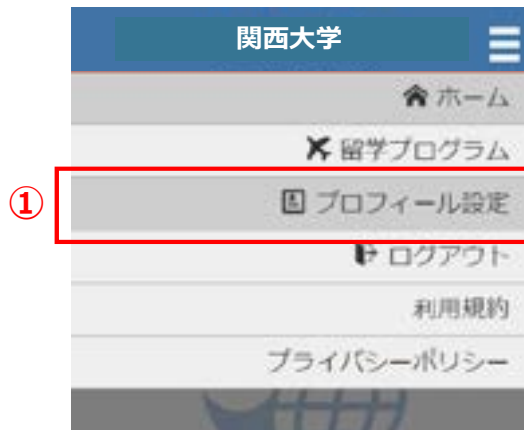 関西大学
ホーム
留学プログラム
① プロフィール設定
ログアウト
利用規約
プライバシーポリシー